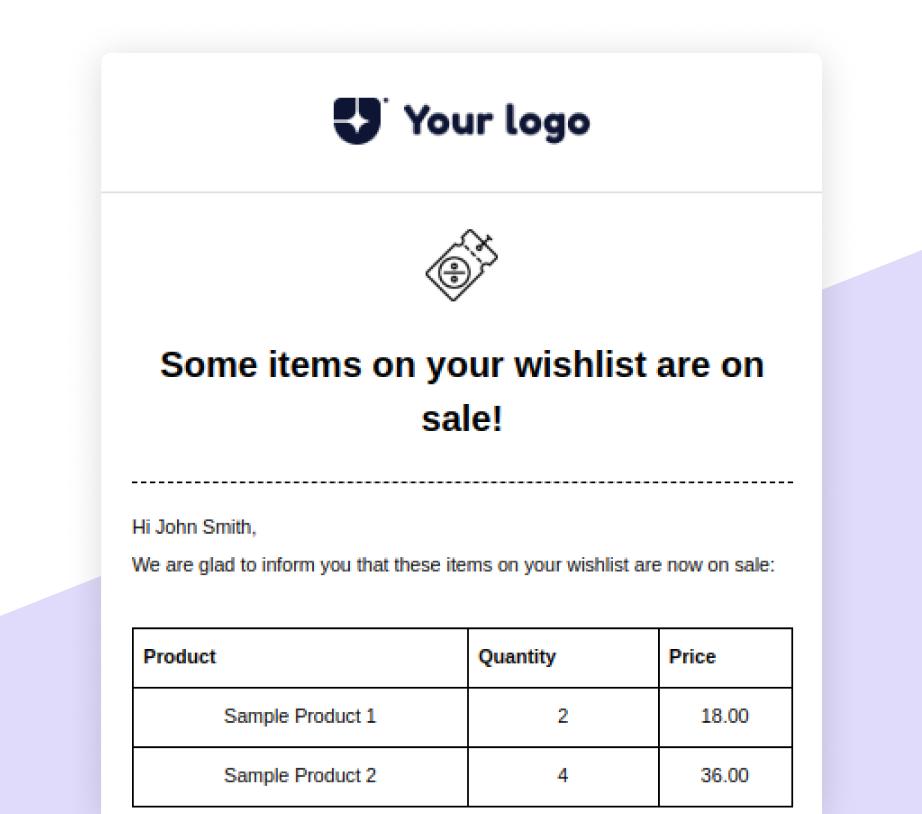 Your logo
Some items on your wishlist are on
sale!
Hi John Smith,
We are glad to inform you that these items on your wishlist are now on sale:
Product Quantity Price
Sample Product 1 2 18.00
Sample Product 2 4 36.00